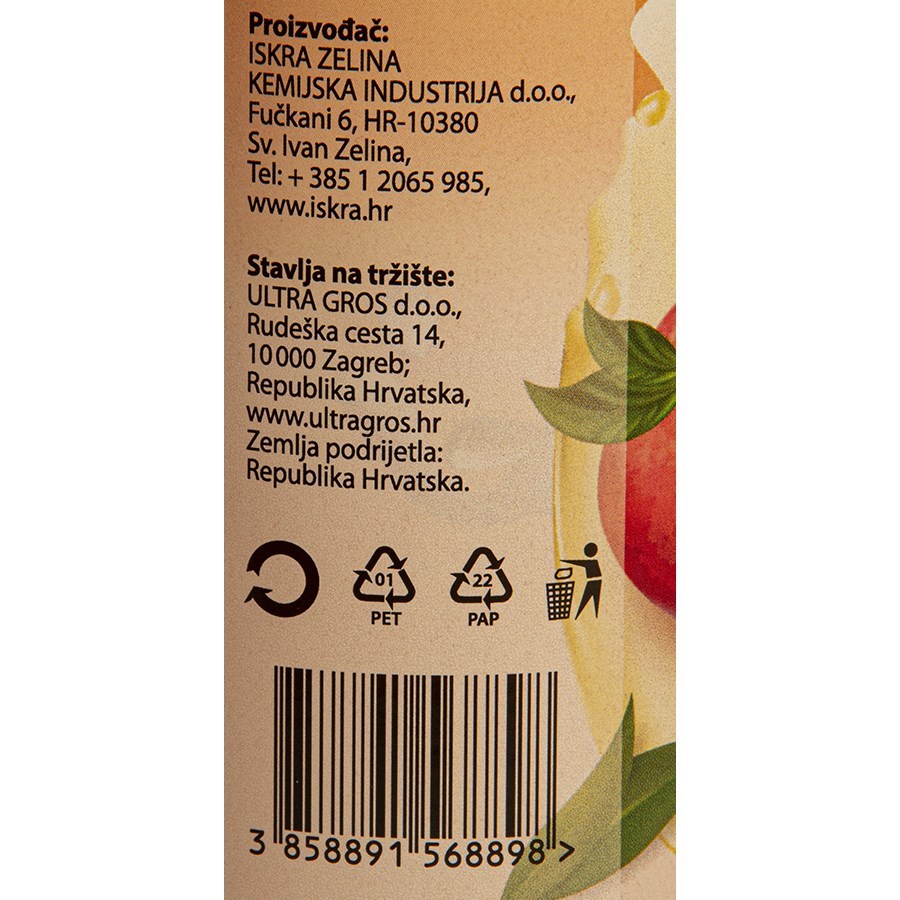 Proizvođač:
ISKRA ZELINA
KEMIJSKA INDUSTRIJA d.o.o.,
Fučkani 6, HR-10380
Sv. Ivan Zelina,
Tel: + 385 1 2065 985,
www.iskra.hr
Stavlja na tržište:
ULTRA GROS d.o.o.,
Rudeška cesta 14,
10 000 Zagreb;
Republika Hrvatska,
www.ultragros.hr
Zemlja podrijetla:
Republika Hrvatska.
01 22
PET PAP
3 858891 568898 >